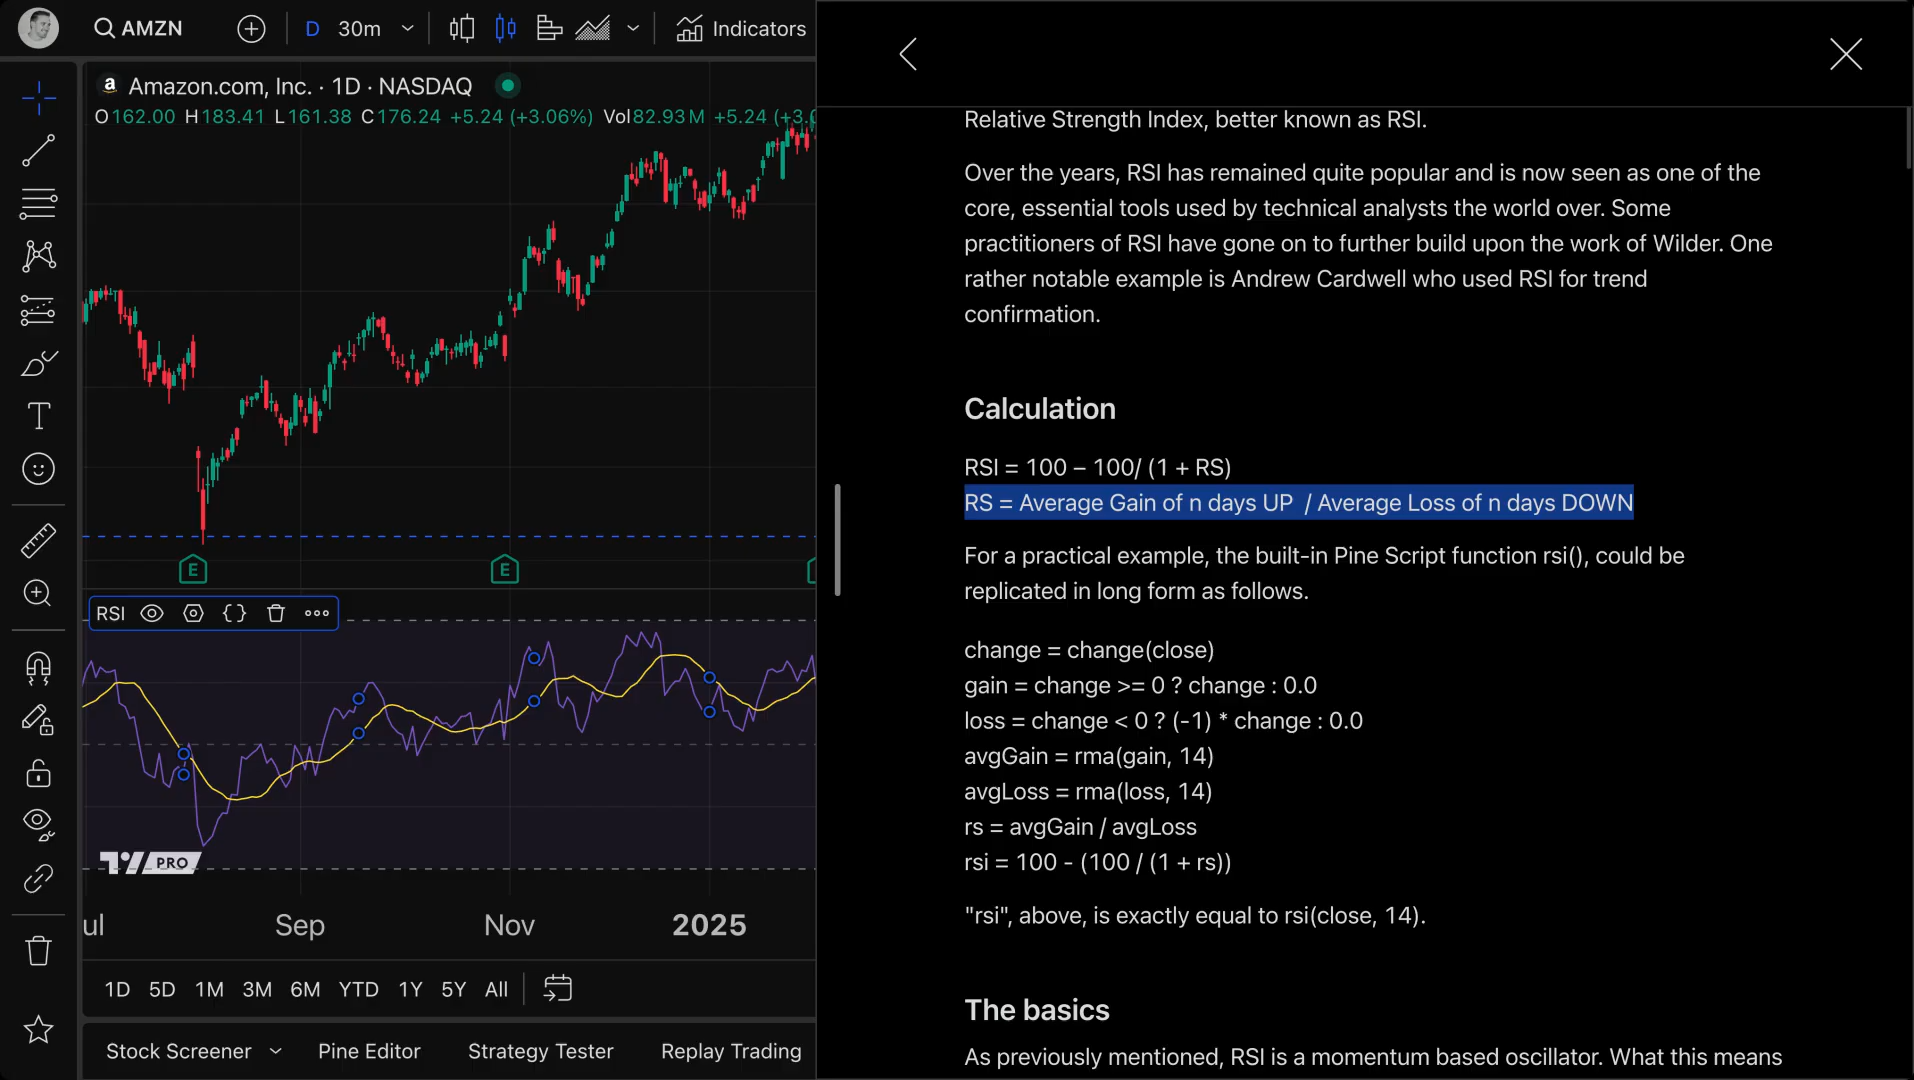 AMZN
D 30m
Indicators
a Amazon.com, Inc. · 1D · NASDAQ
O162.00 H183.41 L161.38 C176.24 +5.24 (+3.06%) Vol82.93M +5.24
E
E
RSI
PRO
Sep Nov 2025
1D 5D 1M 3M 6M YTD 1Y 5Y All
Stock Screener Pine Editor Strategy Tester Replay Trading
Relative Strength Index, better known as RSI.
Over the years, RSI has remained quite popular and is now seen as one of the
core, essential tools used by technical analysts the world over. Some
practitioners of RSI have gone on to further build upon the work of Wilder. One
rather notable example is Andrew Cardwell who used RSI for trend
confirmation.
Calculation
RSI = 100 – 100/ (1 + RS)
RS = Average Gain of n days UP / Average Loss of n days DOWN
For a practical example, the built-in Pine Script function rsi(), could be
replicated in long form as follows.
change = change(close)
gain = change >= 0 ? change : 0.0
loss = change < 0 ? (-1) * change : 0.0
avgGain = rma(gain, 14)
avgLoss = rma(loss, 14)
rs = avgGain / avgLoss
rsi = 100 - (100 / (1 + rs))
"rsi", above, is exactly equal to rsi(close, 14).
The basics
As previously mentioned, RSI is a momentum based oscillator. What this means